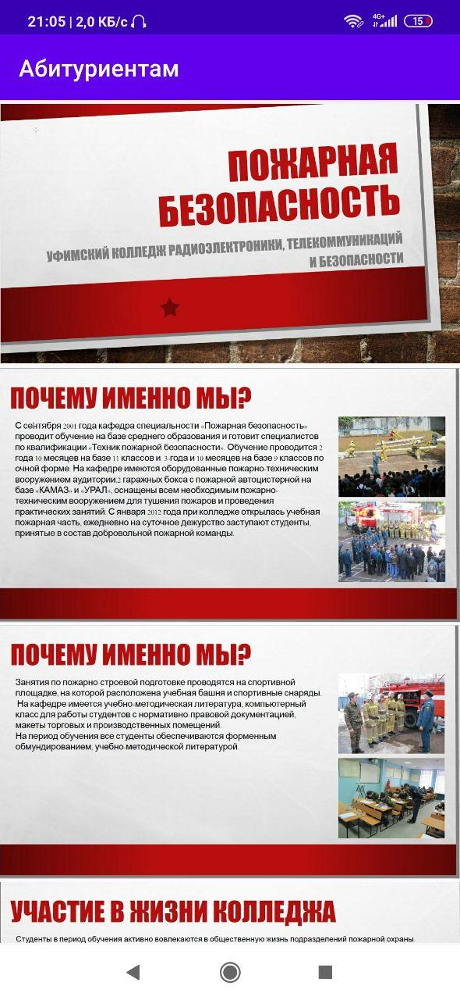 21:05 | 2,0 КБ/с
4G+
15
Абитуриентам
ПОЖАРНАЯ
БЕЗОПАСНОСТЬ
УФИМСКИЙ КОЛЛЕДЖ РАДИОЭЛЕКТРОНИКИ, ТЕЛЕКОММУНИКАЦИЙ
И БЕЗОПАСНОСТИ
ПОЧЕМУ ИМЕННО МЫ?
С сентября 2001 года кафедра специальности «Пожарная безопасность»
проводит обучение на базе среднего образования и готовит специалистов
по квалификации «Техник пожарной безопасности». Обучение проводится 2
года 10 месяцев на базе 11 классов и 3-года и 10 месяцев на базе 9 классов по
очной форме. На кафедре имеются оборудованные пожарно-техническим
вооружением аудитории,2 гаражных бокса с пожарной автоцистерной на
базе «КАМАЗ» и «УРАЛ», оснащены всем необходимым пожарно-
техническим вооружением для тушения пожаров и проведения
практических занятий. С января 2012 года при колледже открылась учебная
пожарная часть, ежедневно на суточное дежурство заступают студенты,
принятые в состав добровольной пожарной команды.
ПОЧЕМУ ИМЕННО МЫ?
Занятия по пожарно-строевой подготовке проводятся на спортивной
площадке, на которой расположена учебная башня и спортивные снаряды.
На кафедре имеется учебно-методическая литература, компьютерный
класс для работы студентов с нормативно-правовой документацией,
макеты торговых и производственных помещений.
На период обучения все студенты обеспечиваются форменным
обмундированием, учебно-методической литературой.
УЧАСТИЕ В ЖИЗНИ КОЛЛЕДЖА
Студенты в период обучения активно вовлекаются в общественную жизнь подразделений пожарной охраны.